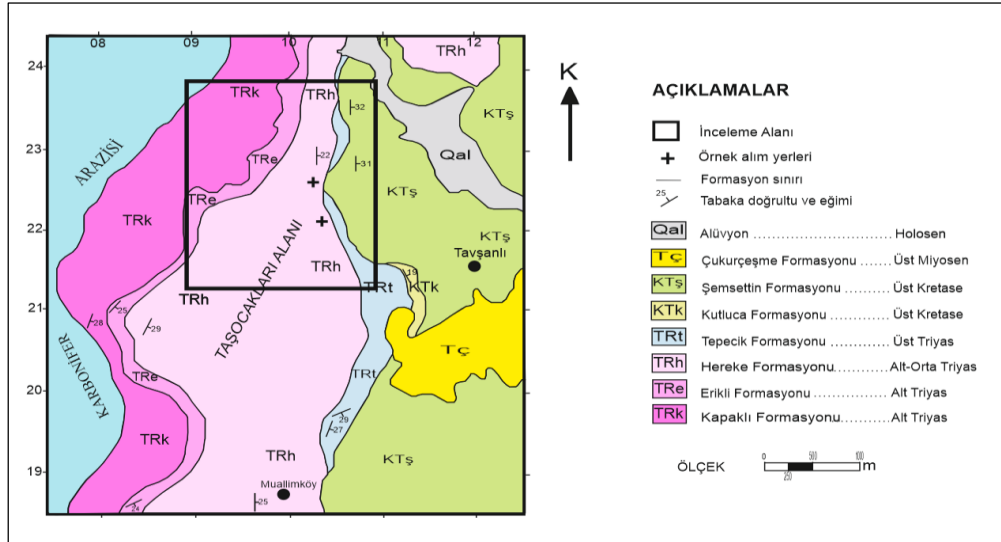 08 09 10 11 12
24
23
22
21
20
19
TRh
TRk
TRh
32
KTş
KARBONİFER ARAZİSİ
Qal
TRe
22
31
KTş
TRe
TRk
KTş
TAŞOCAKLARI ALANI
Tavşanlı
TRh
19
KTk
TRh
TRt
25
28
29
Tç
TRe
TRt
29
27
TRk
TRh
KTş
Muallimköy
25
24
K
AÇIKLAMALAR
İnceleme Alanı
Örnek alım yerleri
Formasyon sınırı
25 Tabaka doğrultu ve eğimi
Qal Alüvyon ........................... Holosen
Tç Çukurçeşme Formasyonu ....... Üst Miyosen
KTş Şemsettin Formasyonu ........ Üst Kretase
KTk Kutluca Formasyonu ............ Üst Kretase
TRt Tepecik Formasyonu ............. Üst Triyas
TRh Hereke Formasyonu ............. Alt-Orta Triyas
TRe Erikli Formasyonu ................. Alt Triyas
TRk Kapaklı Formasyonu............. Alt Triyas
ÖLÇEK 0 500 100 m
250